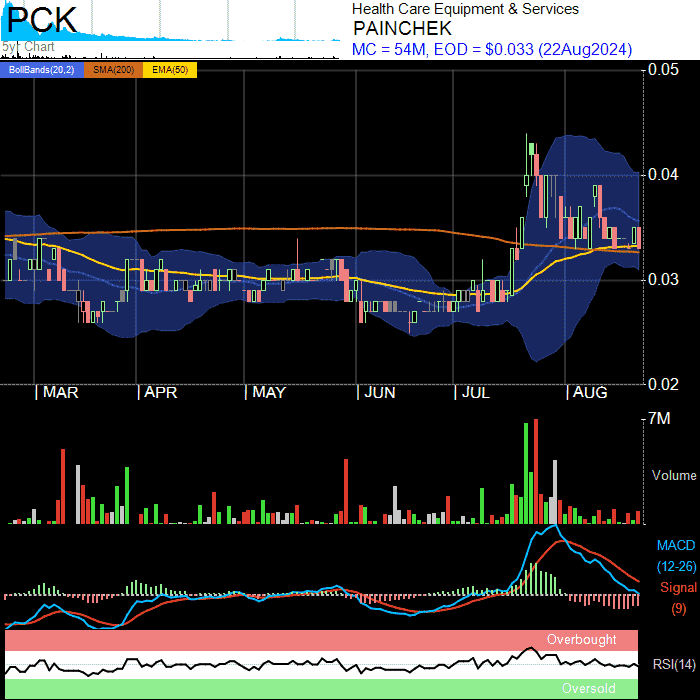 PCK
5yr Chart
Health Care Equipment & Services
PAINCHEK
MC = 54M, EOD = $0.033 (22Aug2024)
BollBands(20,2) SMA(200) EMA(50)
0.05
0.04
0.03
0.02
MAR APR MAY JUN JUL AUG
7M
Volume
MACD
(12-26)
Signal
(9)
Overbought
RSI(14)
Oversold